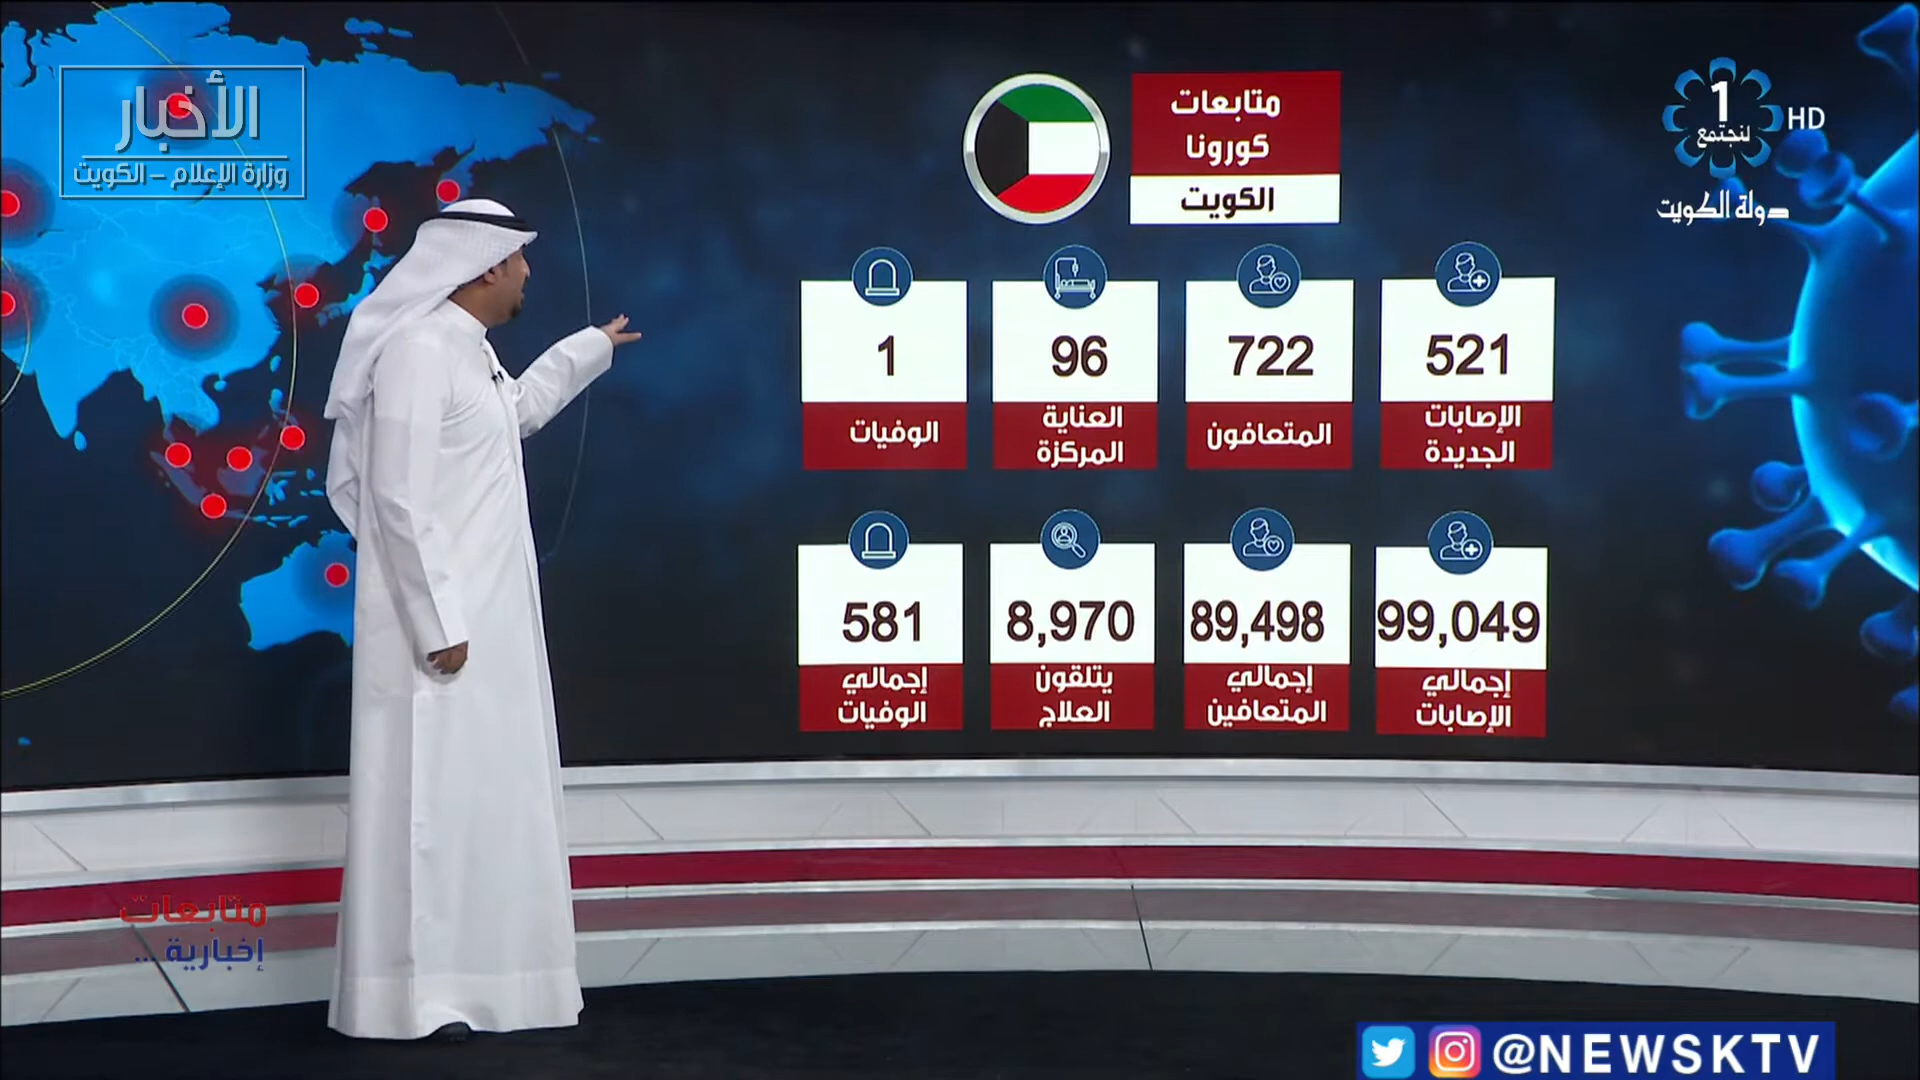 الأخبار
وزارة الإعلام – الكويت
متابعات
كورونا
الكويت
1
لنجتمع
HD
دولة الكويت
521
الإصابات
الجديدة
722
المتعافون
96
العناية
المركزة
1
الوفيات
99,049
إجمالي
الإصابات
89,498
إجمالي
المتعافين
8,970
يتلقون
العلاج
581
إجمالي
الوفيات
متابعات
إخبارية ...
@NEWSKTV